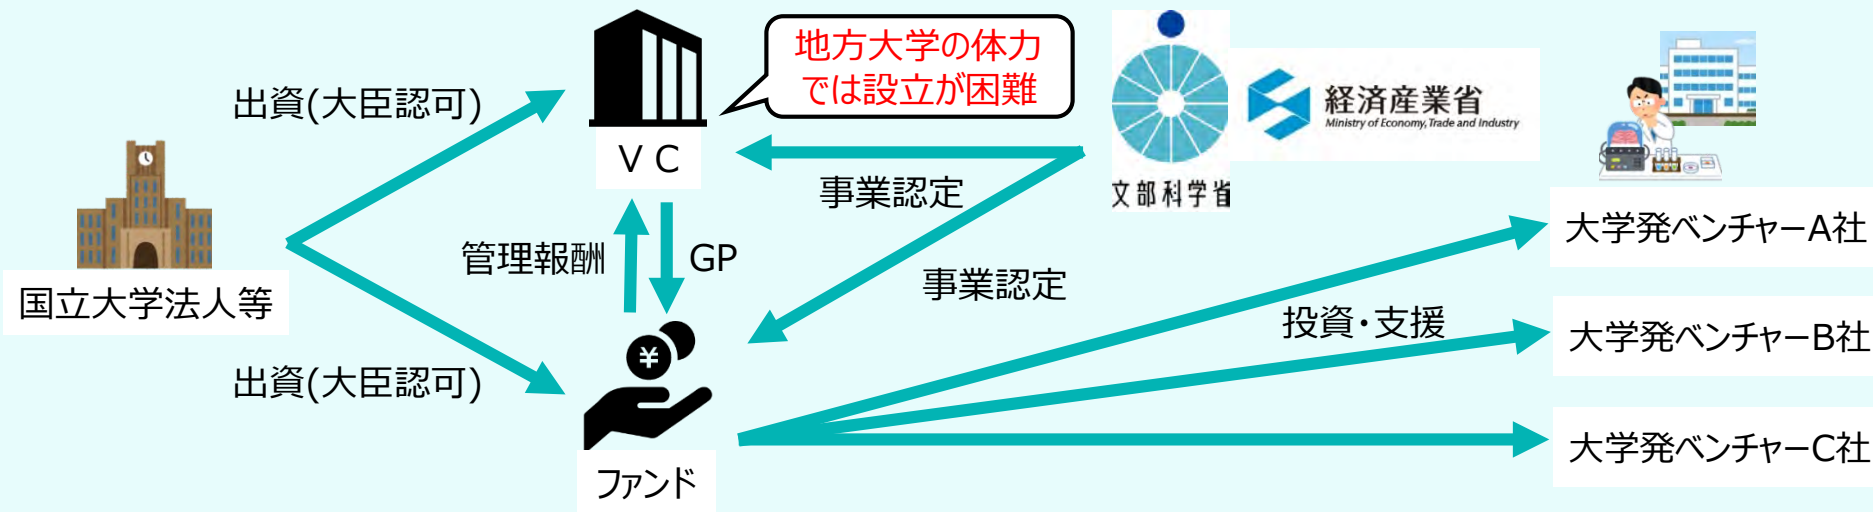 地方大学の体力
では設立が困難
出資(大臣認可)
ＶＣ
経済産業省
Ministry of Economy, Trade and Industry
文部科学省
事業認定
大学発ベンチャーA社
管理報酬
GP
国立大学法人等
事業認定
投資・支援
大学発ベンチャーB社
¥
出資(大臣認可)
大学発ベンチャーC社
ファンド